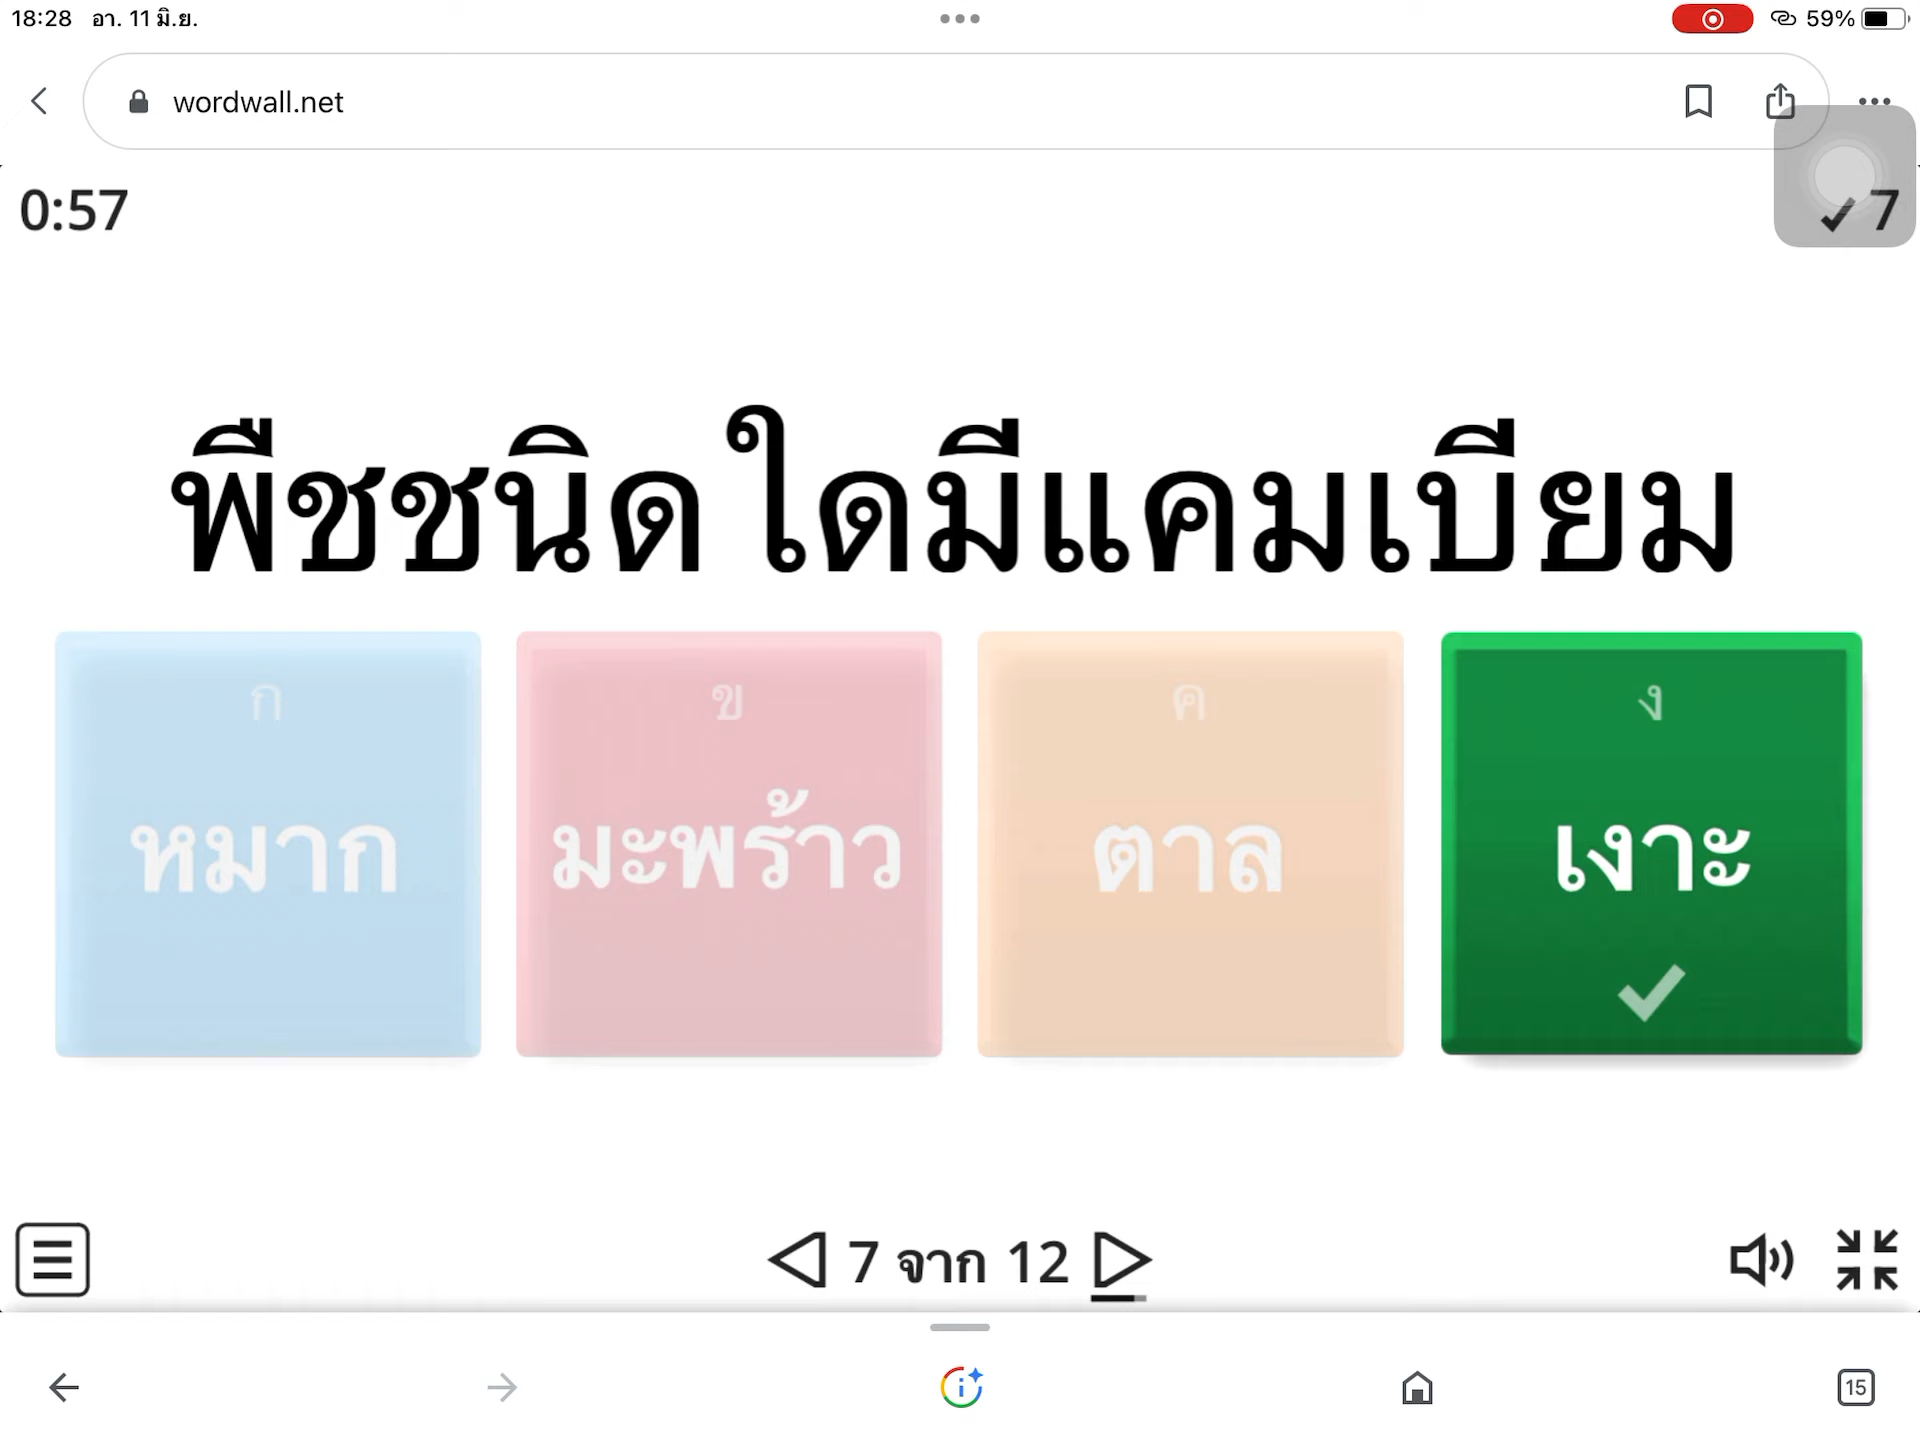 18:28 อา. 11 มิ.ย. 59%
wordwall.net
0:57 7
พืชชนิดใดมีแคมเบียม
ก ข ค ง
หมาก มะพร้าว ตาล เงาะ
7 จาก 12
15